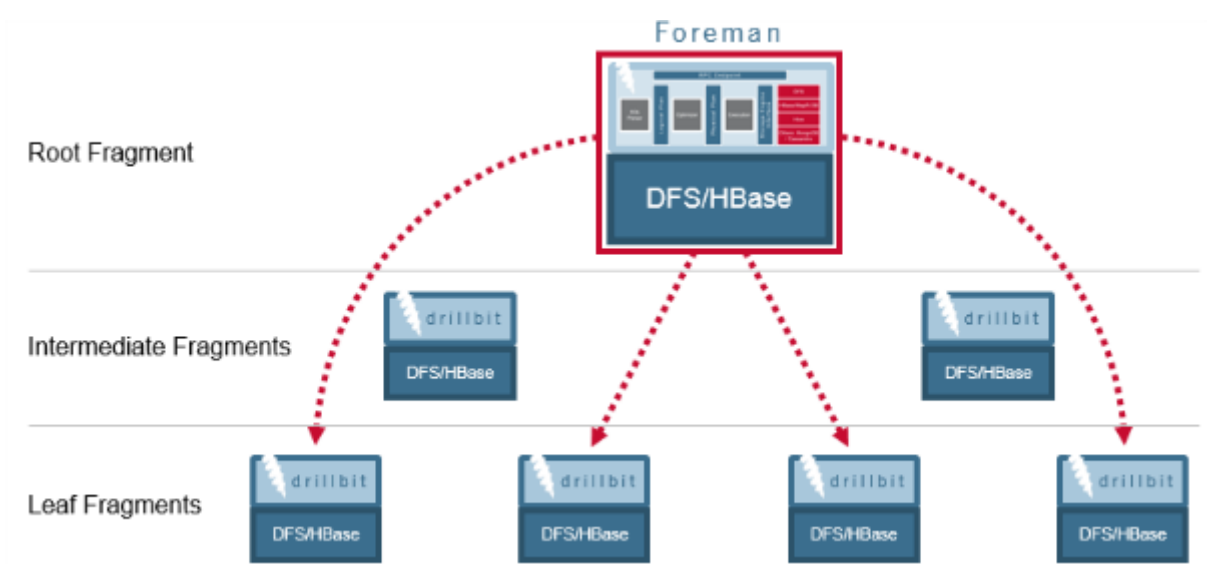 Foreman
Root Fragment
DFS/HBase
drillbit
drillbit
Intermediate Fragments
DFS/HBase
DFS/HBase
drillbit
drillbit
drillbit
drillbit
Leaf Fragments
DFS/HBase
DFS/HBase
DFS/HBase
DFS/HBase